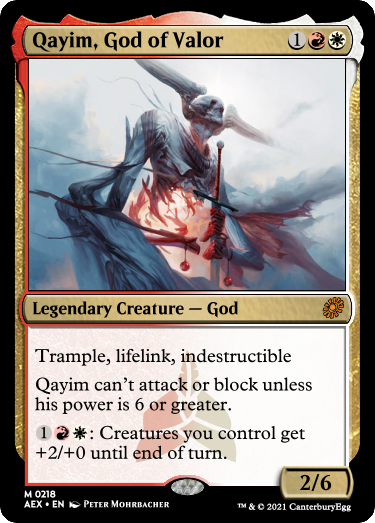 Qayim, God of Valor 1
Legendary Creature — God
Trample, lifelink, indestructible
Qayim can't attack or block unless
his power is 6 or greater.
1 : Creatures you control get
+2/+0 until end of turn.
2/6
M 0218
AEX • EN Peter Mohrbacher
™ & © 2021 CanterburyEgg